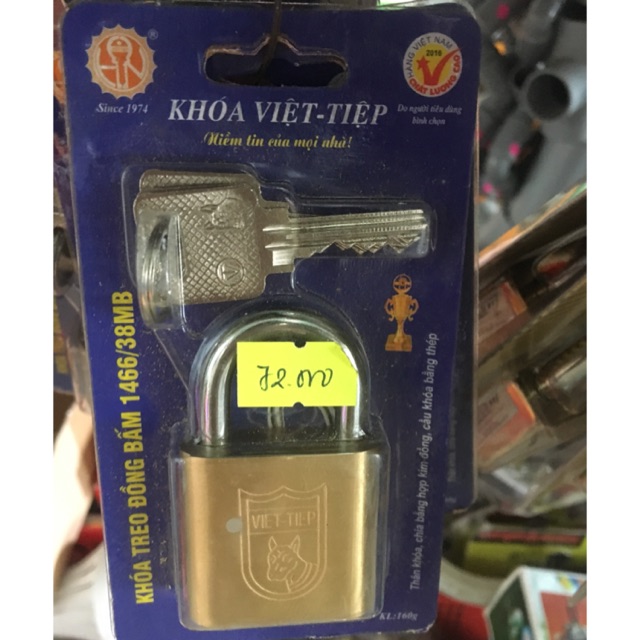 HÀNG VIỆT NAM
2016
CHẤT LƯỢNG CAO
Do người tiêu dùng
bình chọn
Since 1974
KHÓA VIỆT-TIỆP
Niềm tin của mọi nhà!
KHÓA TREO ĐỒNG BẤM 1466/38MB
72.000
VIỆT-TIỆP
Thân khóa, chìa bằng hợp kim đồng, cầu khóa bằng thép
KL: 160g